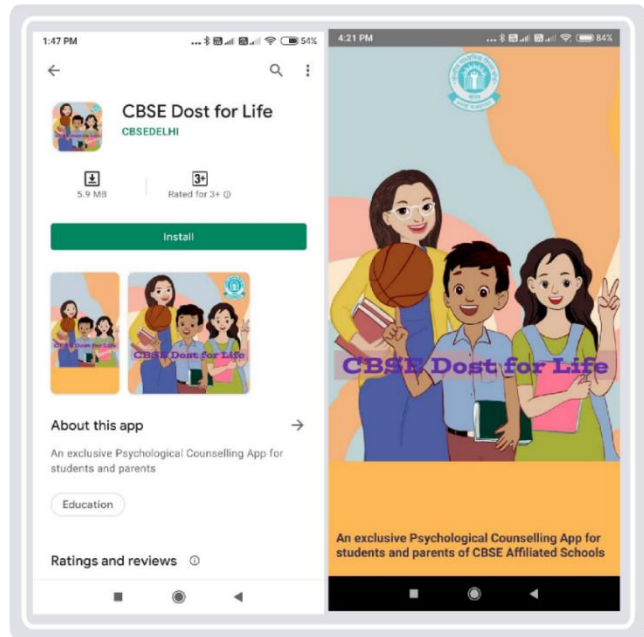 1:47 PM
54%
CBSE Dost for Life
CBSEDELHI
5.9 MB
3+
Rated for 3+
Install
CBSE Dost for Life
About this app
An exclusive Psychological Counselling App for
students and parents
Education
Ratings and reviews
4:21 PM
84%
CBSE Dost for Life
An exclusive Psychological Counselling App for
students and parents of CBSE Affiliated Schools